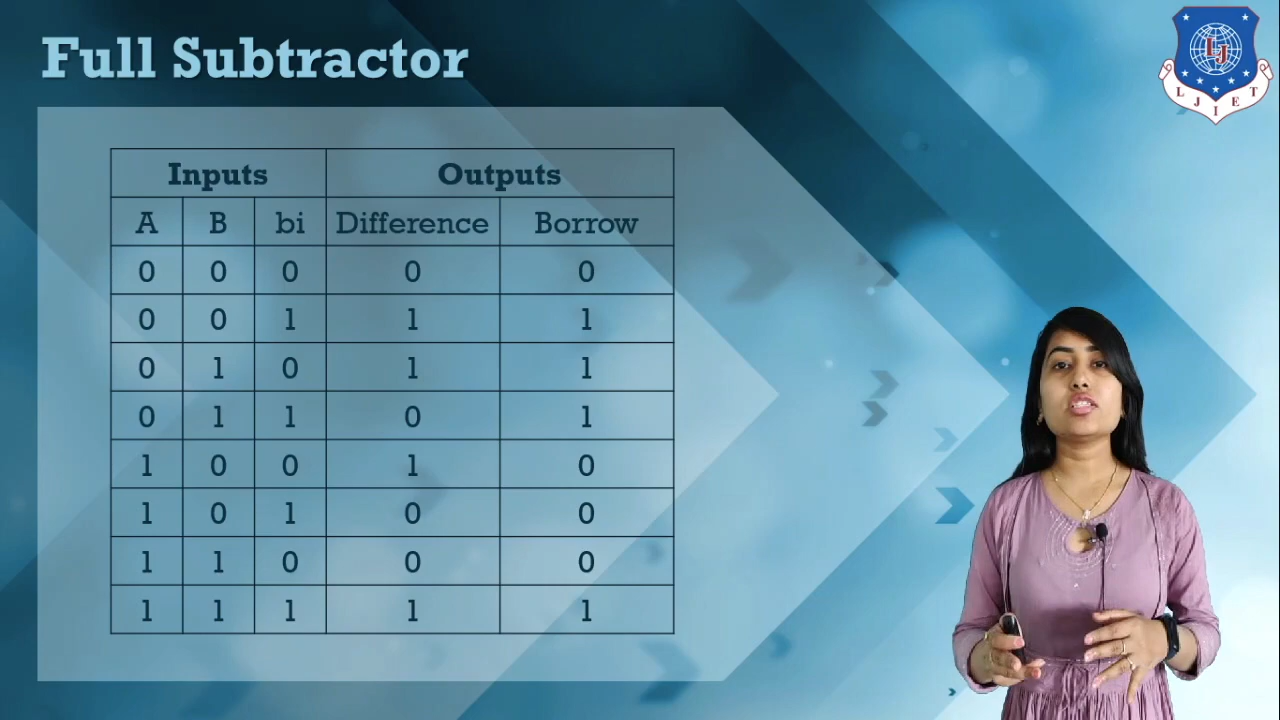 Full Subtractor
Inputs Outputs
A B bi Difference Borrow
0 0 0 0 0
0 0 1 1 1
0 1 0 1 1
0 1 1 0 1
1 0 0 1 0
1 0 1 0 0
1 1 0 0 0
1 1 1 1 1
LJ
LJIET